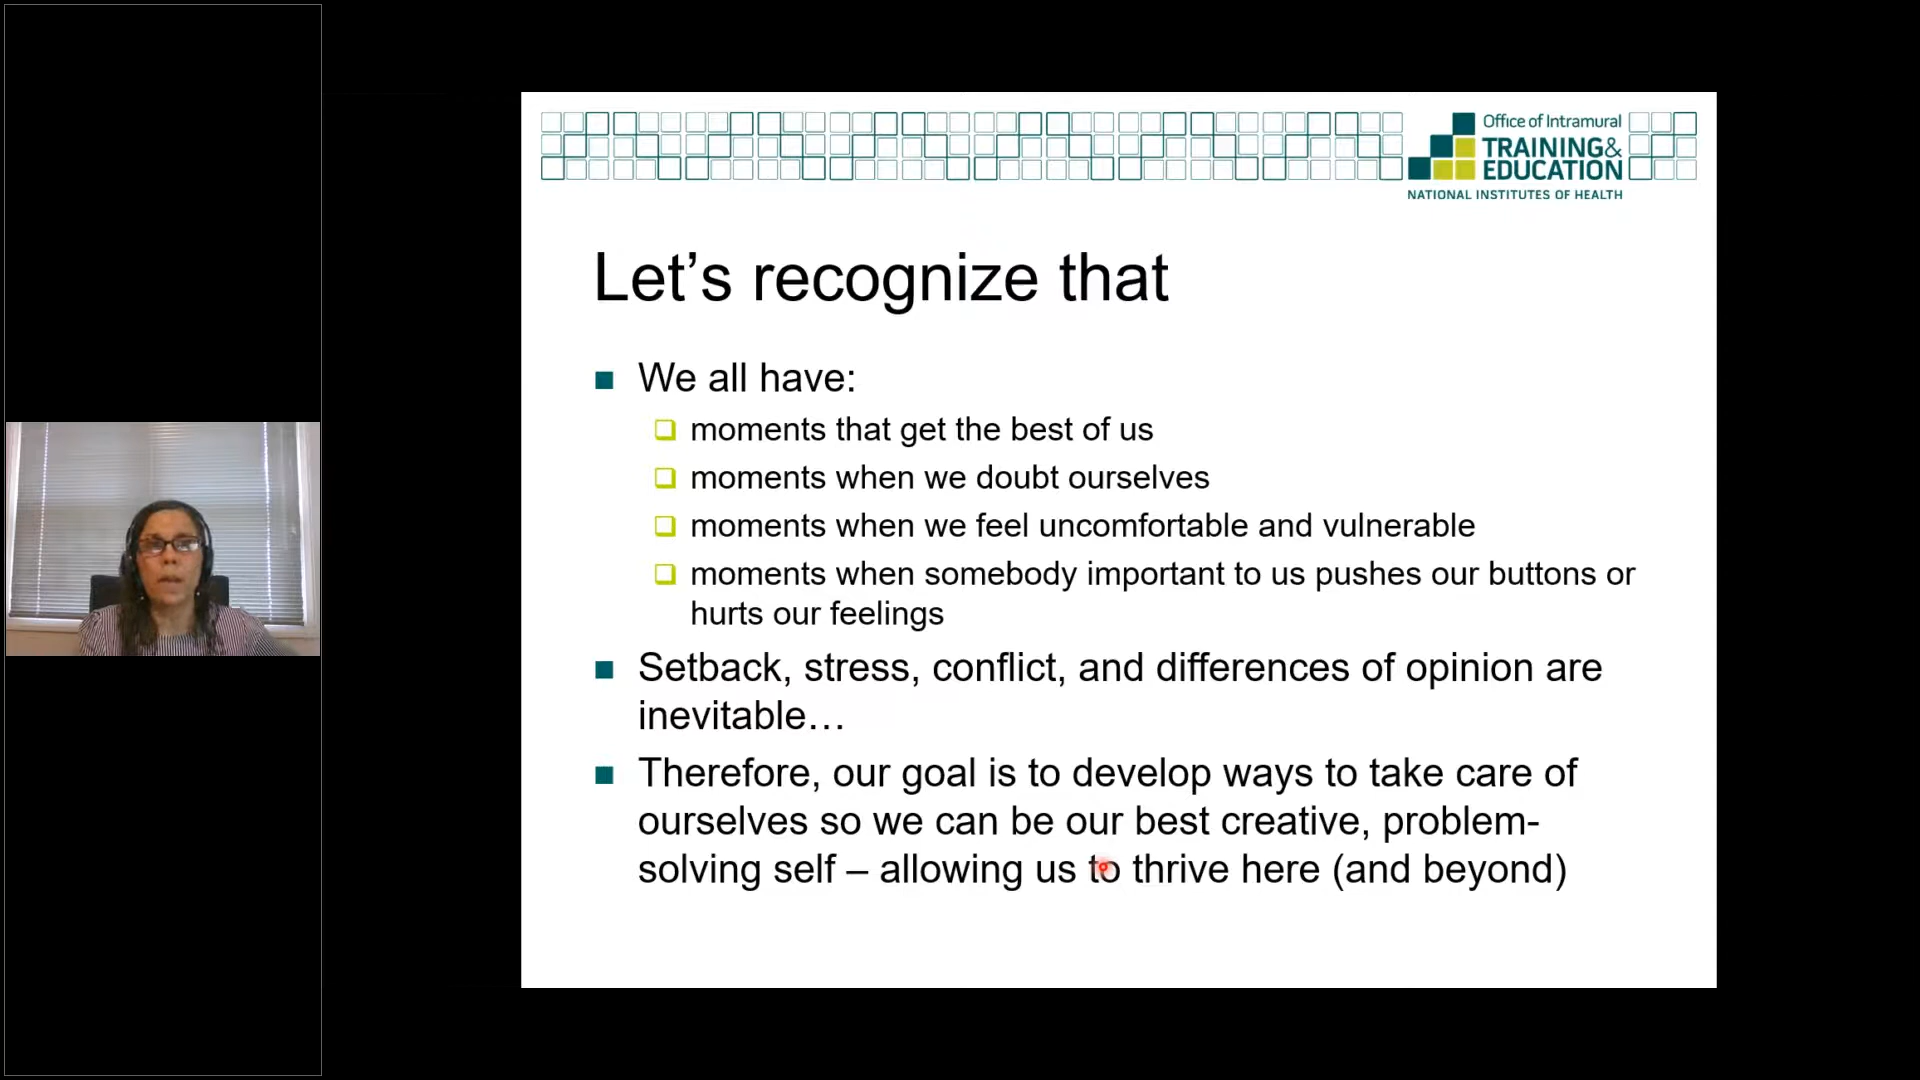 Office of Intramural
TRAINING&
EDUCATION
NATIONAL INSTITUTES OF HEALTH
Let’s recognize that
We all have:
moments that get the best of us
moments when we doubt ourselves
moments when we feel uncomfortable and vulnerable
moments when somebody important to us pushes our buttons or
hurts our feelings
Setback, stress, conflict, and differences of opinion are
inevitable…
Therefore, our goal is to develop ways to take care of
ourselves so we can be our best creative, problem-
solving self – allowing us to thrive here (and beyond)